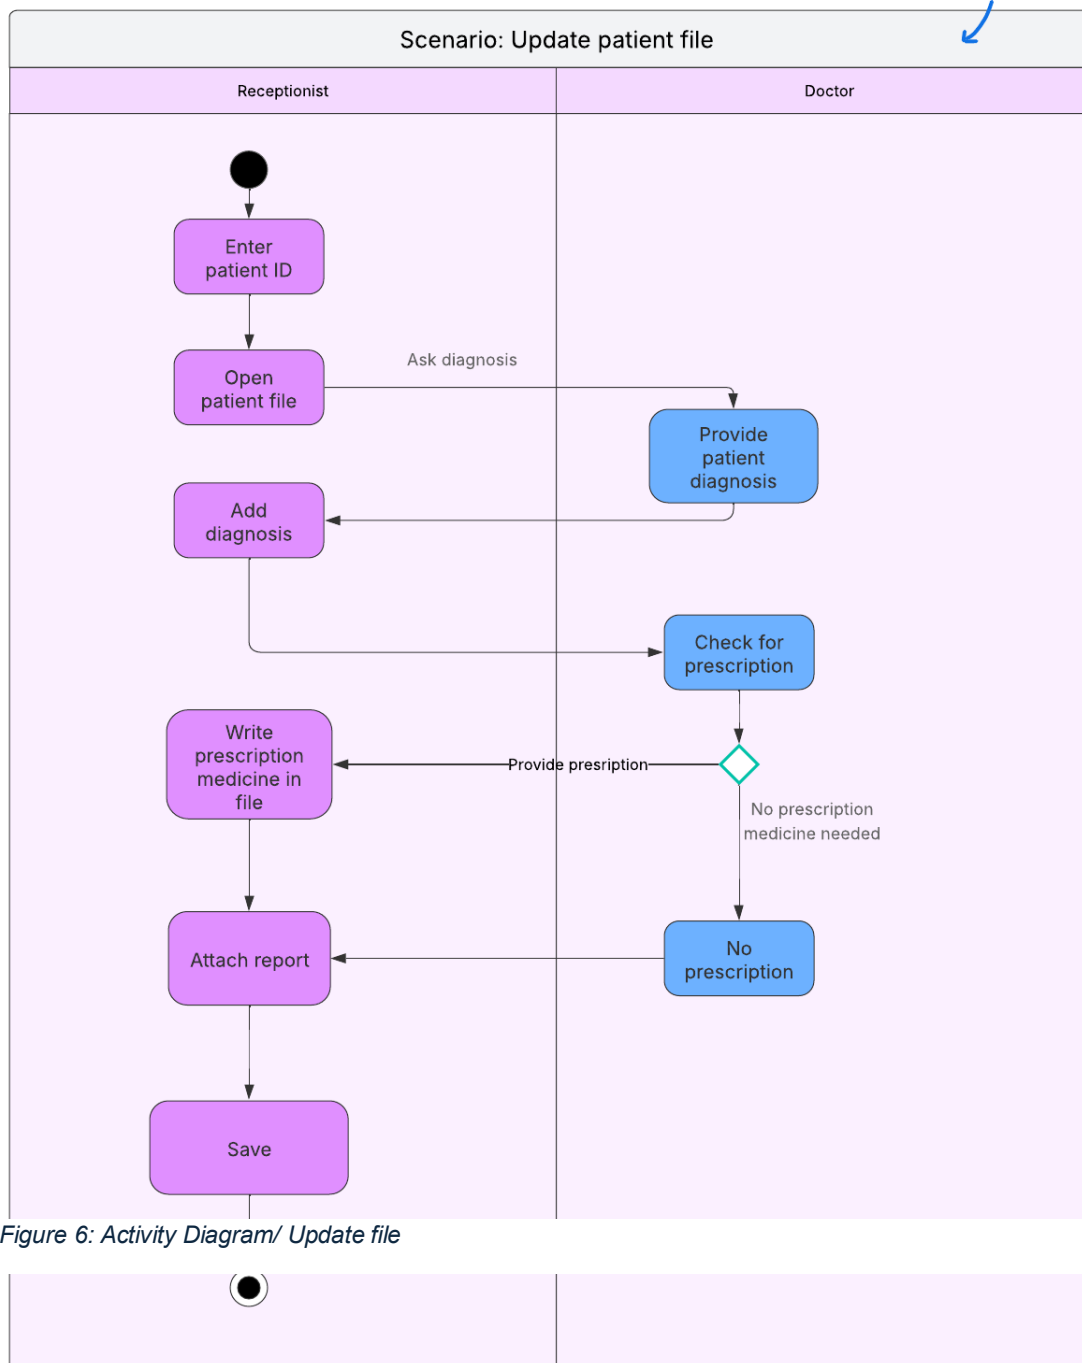 Scenario: Update patient file
Receptionist
Doctor
Enter
patient ID
Open
patient file
Ask diagnosis
Provide
patient
diagnosis
Add
diagnosis
Check for
prescription
Write
prescription
medicine in
file
Provide presription
No prescription
medicine needed
Attach report
No
prescription
Save
Figure 6: Activity Diagram/ Update file